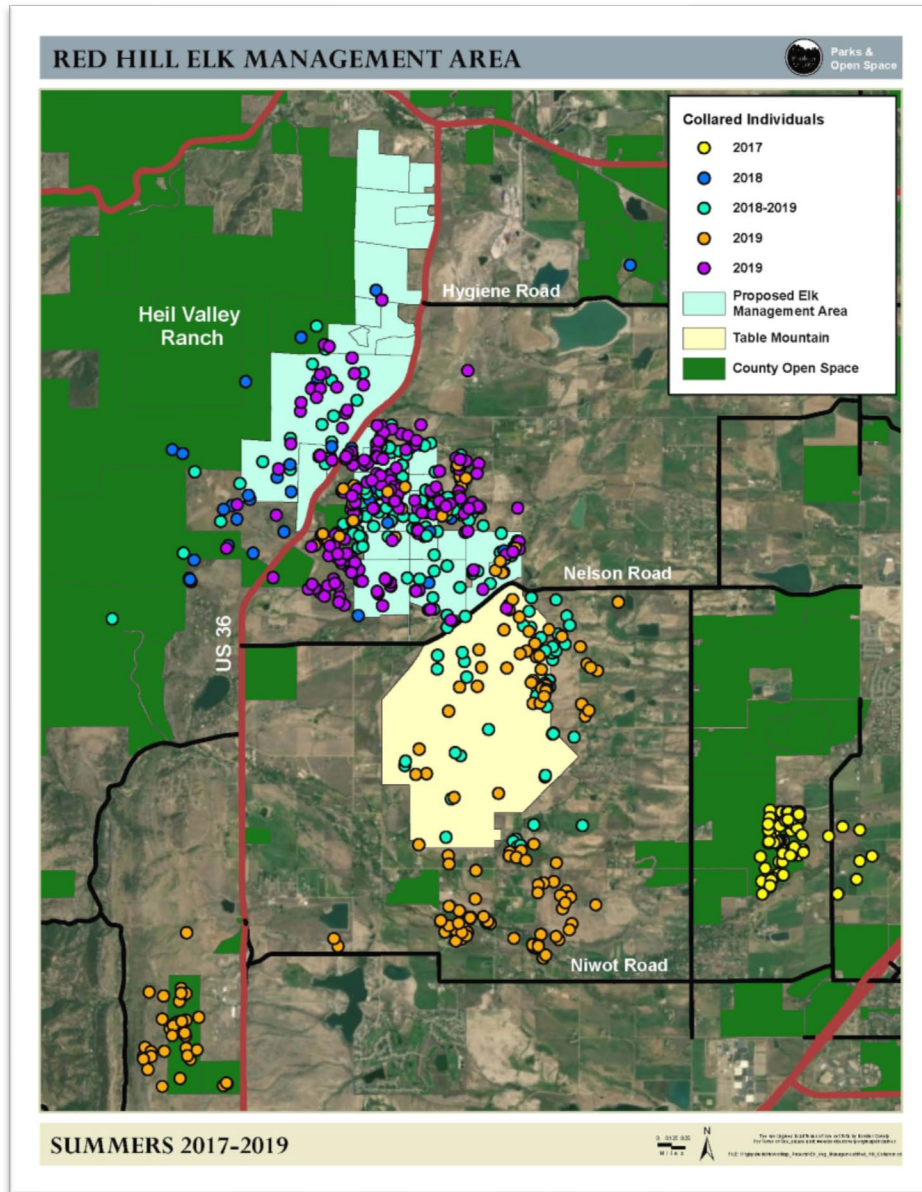 RED HILL ELK MANAGEMENT AREA
Parks &
Open Space
Collared Individuals
2017
2018
2018-2019
2019
2019
Proposed Elk
Management Area
Table Mountain
County Open Space
Hygiene Road
Heil Valley
Ranch
Nelson Road
US 36
Niwot Road
SUMMERS 2017-2019
Miles
N